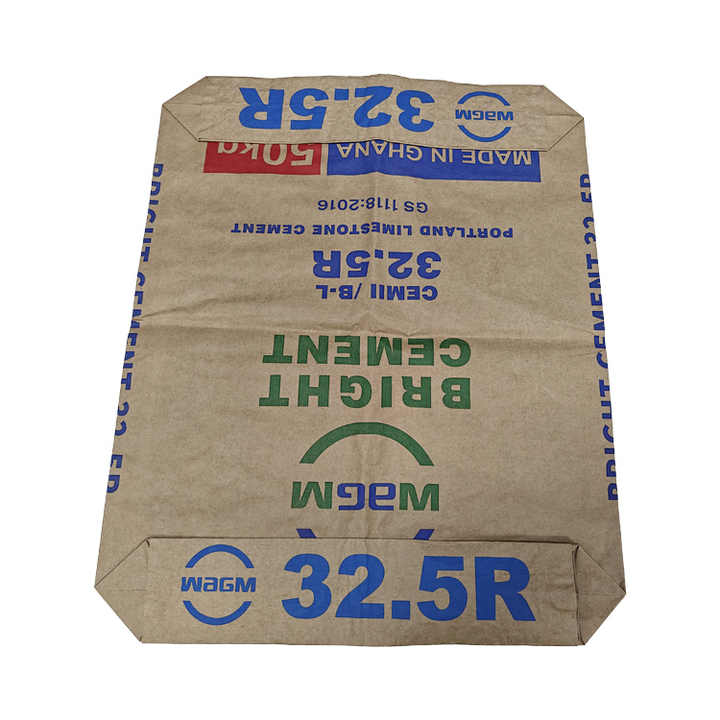 WaGM 32.5R
WaGM
BRIGHT
CEMENT
CEMII /B-L
32.5R
PORTLAND LIMESTONE CEMENT
GS 1118:2016
MADE IN GHANA 50kg
WaGM 32.5R
BRIGHT CEMENT 32.5R
BRIGHT CEMENT 32.5R